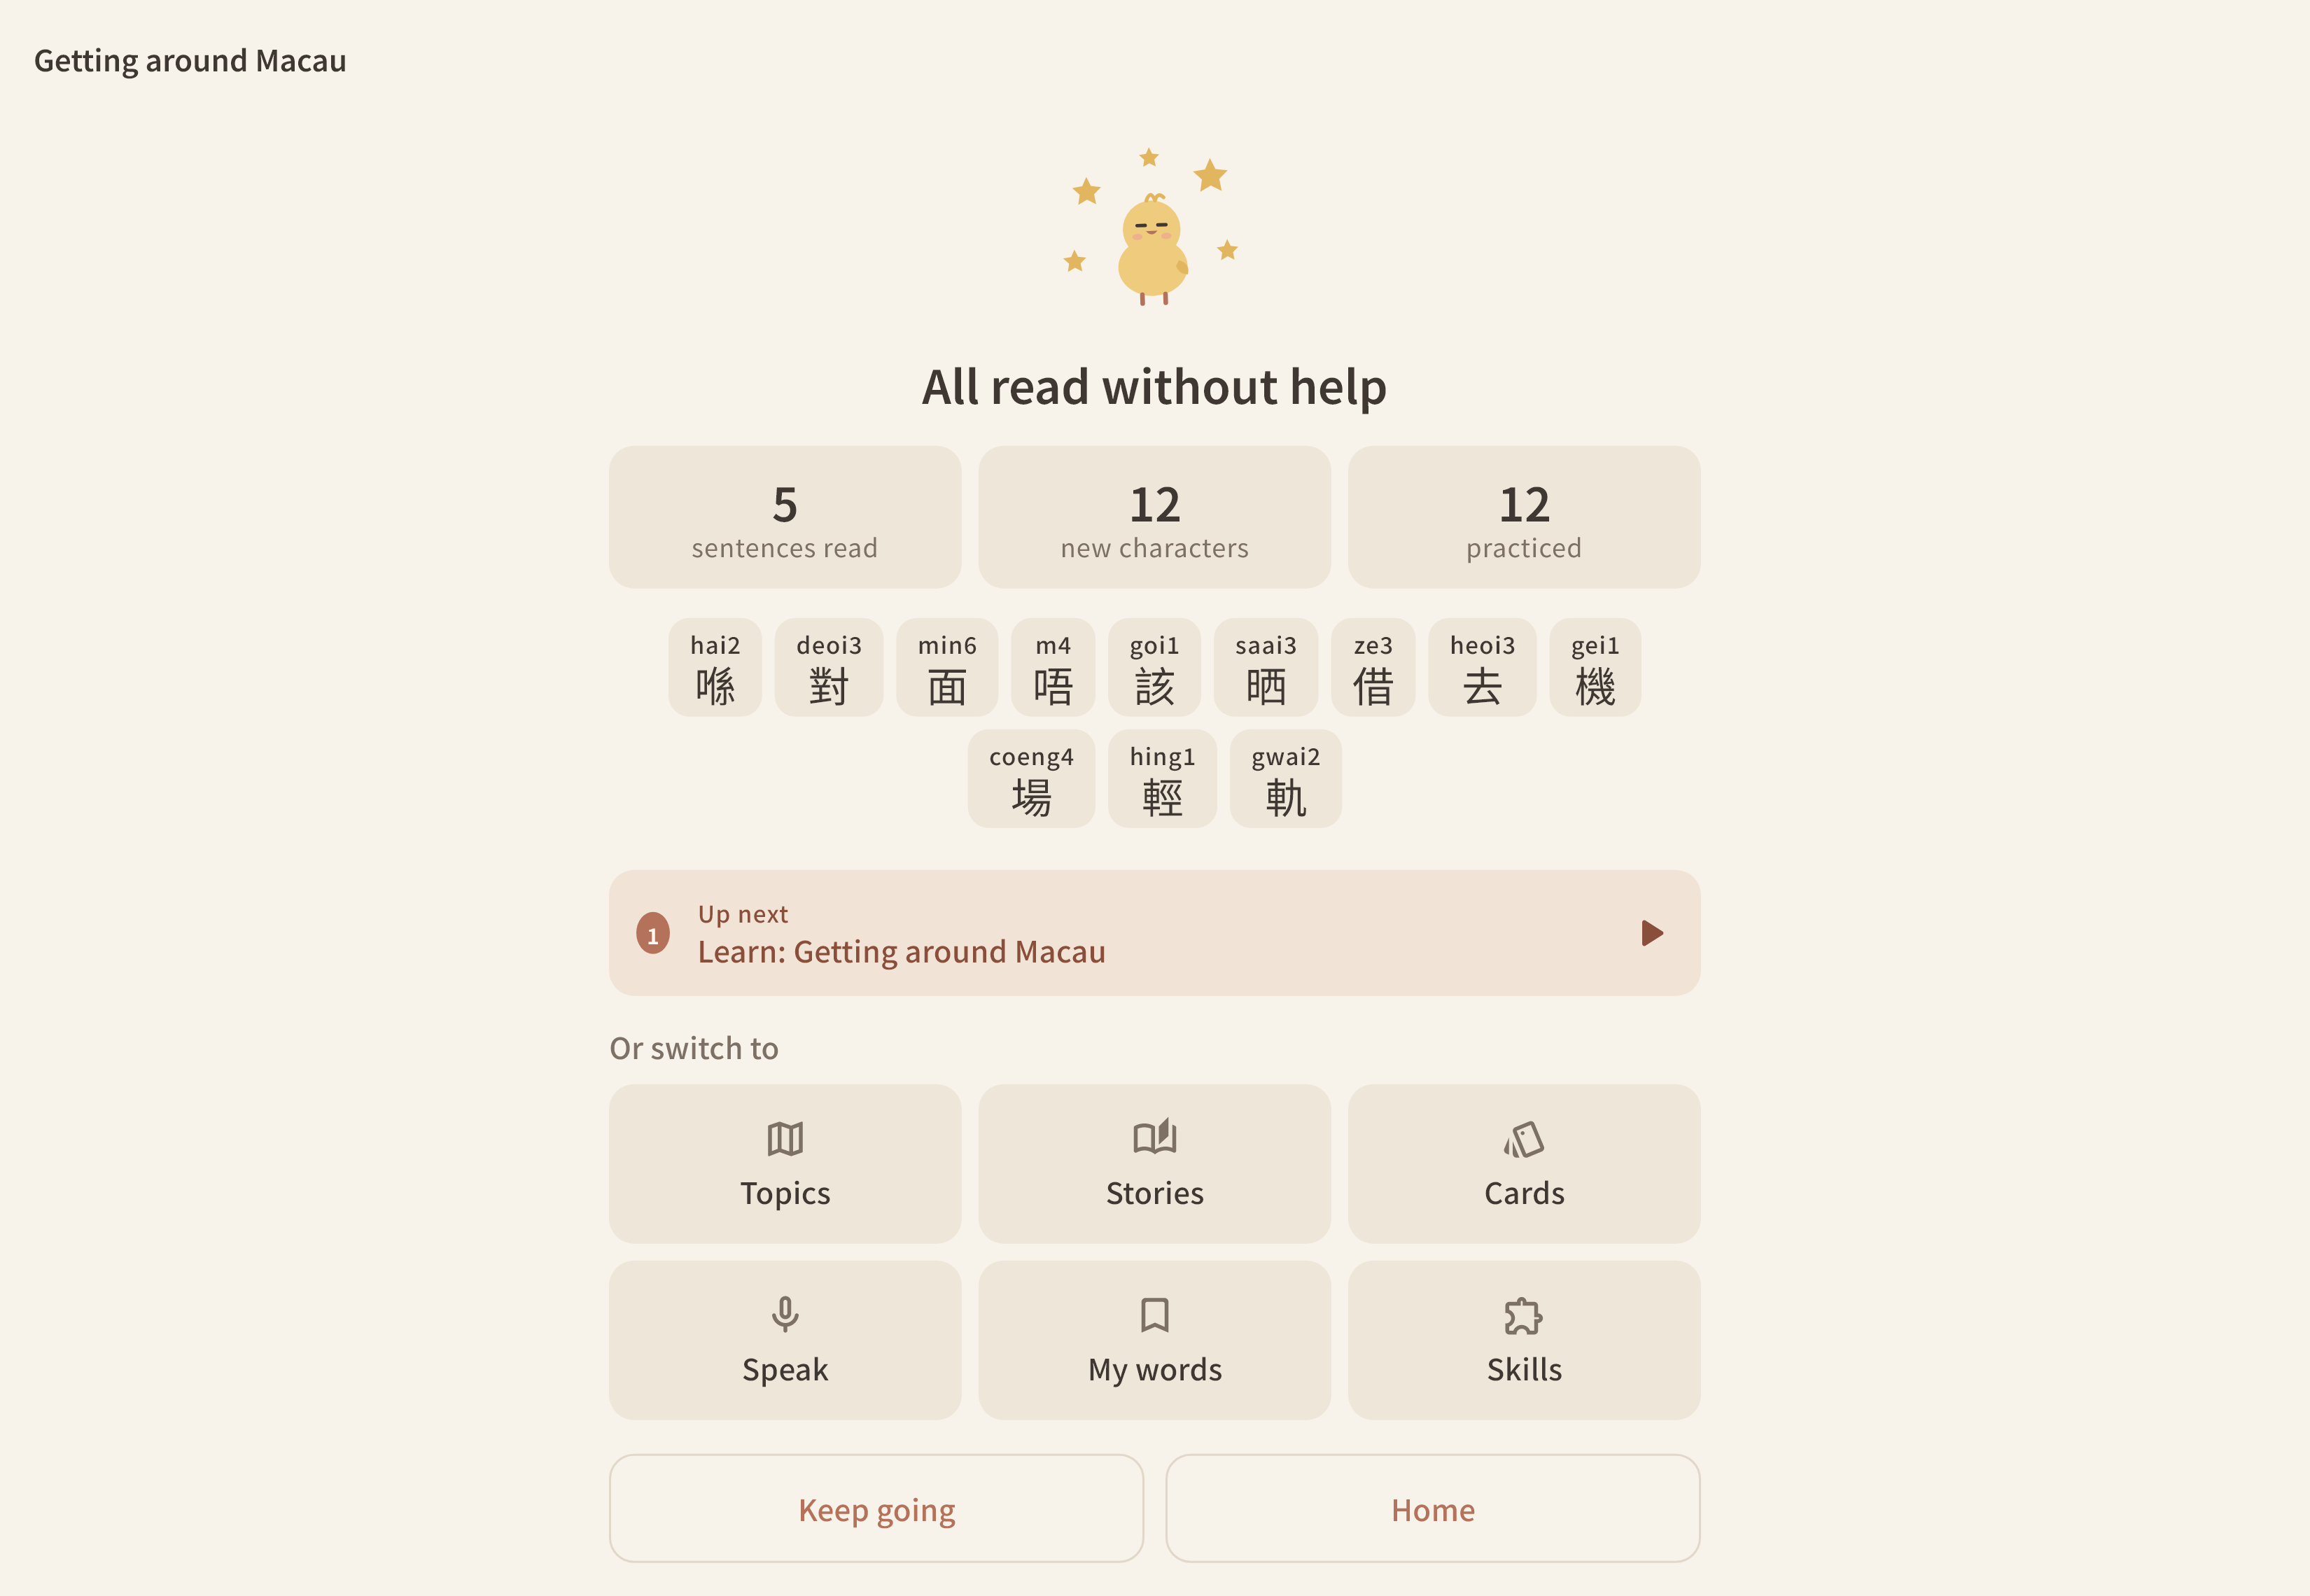 Getting around Macau
All read without help
5
sentences read
12
new characters
12
practiced
hai2 deoi3 min6 m4 goi1 saai3 ze3 heoi3 gei1
喺 對 面 唔 該 晒 借 去 機
coeng4 hing1 gwai2
場 輕 軌
1
Up next
Learn: Getting around Macau
Or switch to
Topics
Stories
Cards
Speak
My words
Skills
Keep going
Home